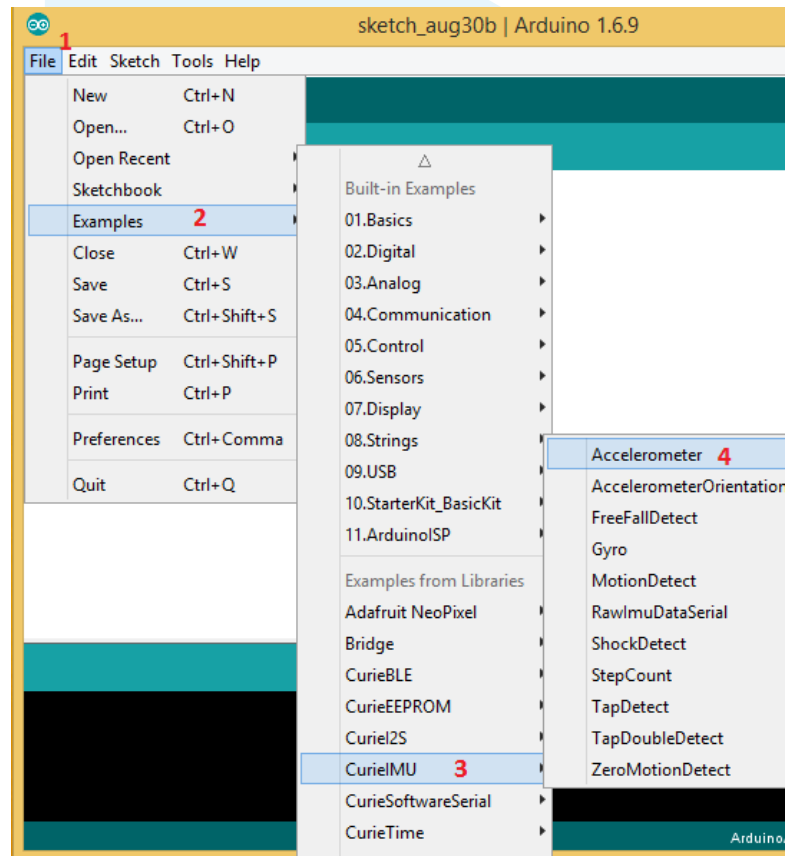 sketch_aug30b | Arduino 1.6.9
1
File Edit Sketch Tools Help
New Ctrl+N
Open... Ctrl+O
Open Recent
Sketchbook
Examples 2
Close Ctrl+W
Save Ctrl+S
Save As... Ctrl+Shift+S
Page Setup Ctrl+Shift+P
Print Ctrl+P
Preferences Ctrl+Comma
Quit Ctrl+Q
Built-in Examples
01.Basics
02.Digital
03.Analog
04.Communication
05.Control
06.Sensors
07.Display
08.Strings
09.USB
10.StarterKit_BasicKit
11.ArduinoISP
Examples from Libraries
Adafruit NeoPixel
Bridge
CurieBLE
CurieEEPROM
CurieI2S
CurieIMU 3
CurieSoftwareSerial
CurieTime
Accelerometer 4
AccelerometerOrientation
FreeFallDetect
Gyro
MotionDetect
RawImuDataSerial
ShockDetect
StepCount
TapDetect
TapDoubleDetect
ZeroMotionDetect
Arduino